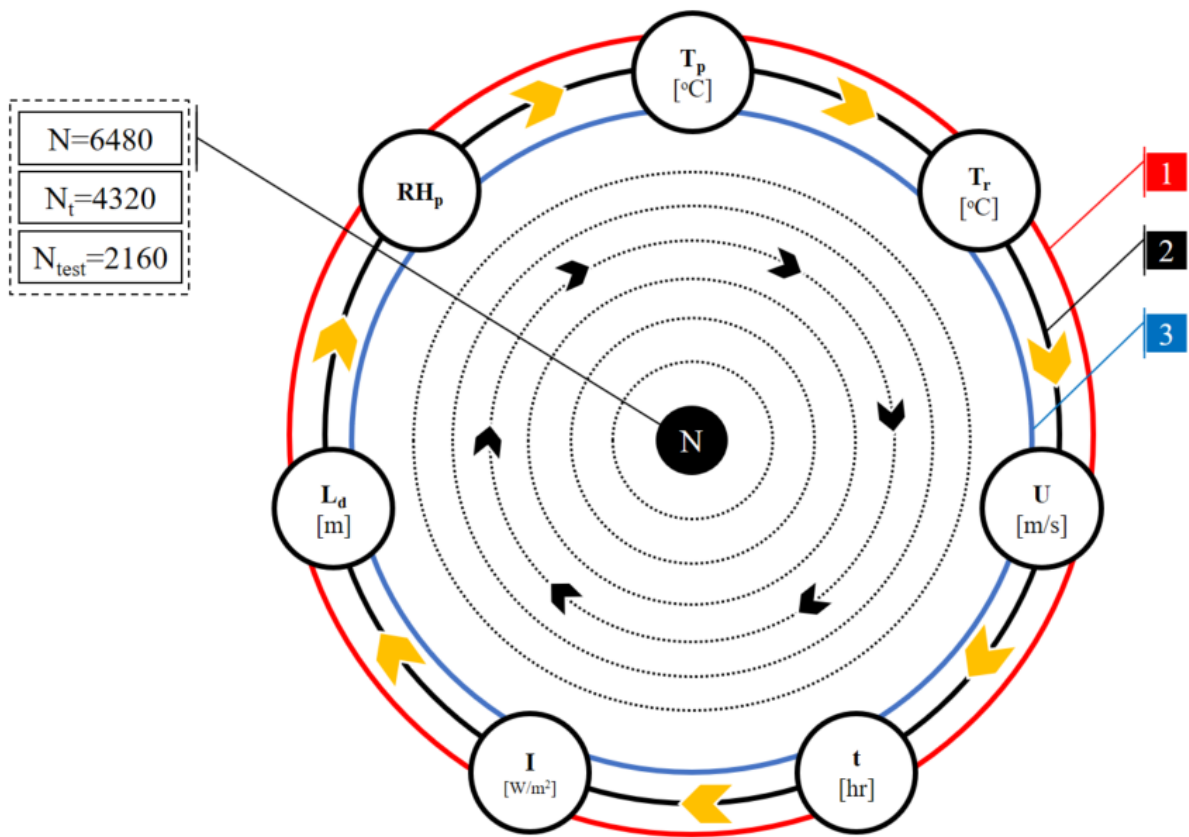 N=6480
Nt=4320
Ntest=2160
Tp
[°C]
Tr
[°C]
RHp
1
2
3
N
Ld
[m]
U
[m/s]
I
[W/m²]
t
[hr]